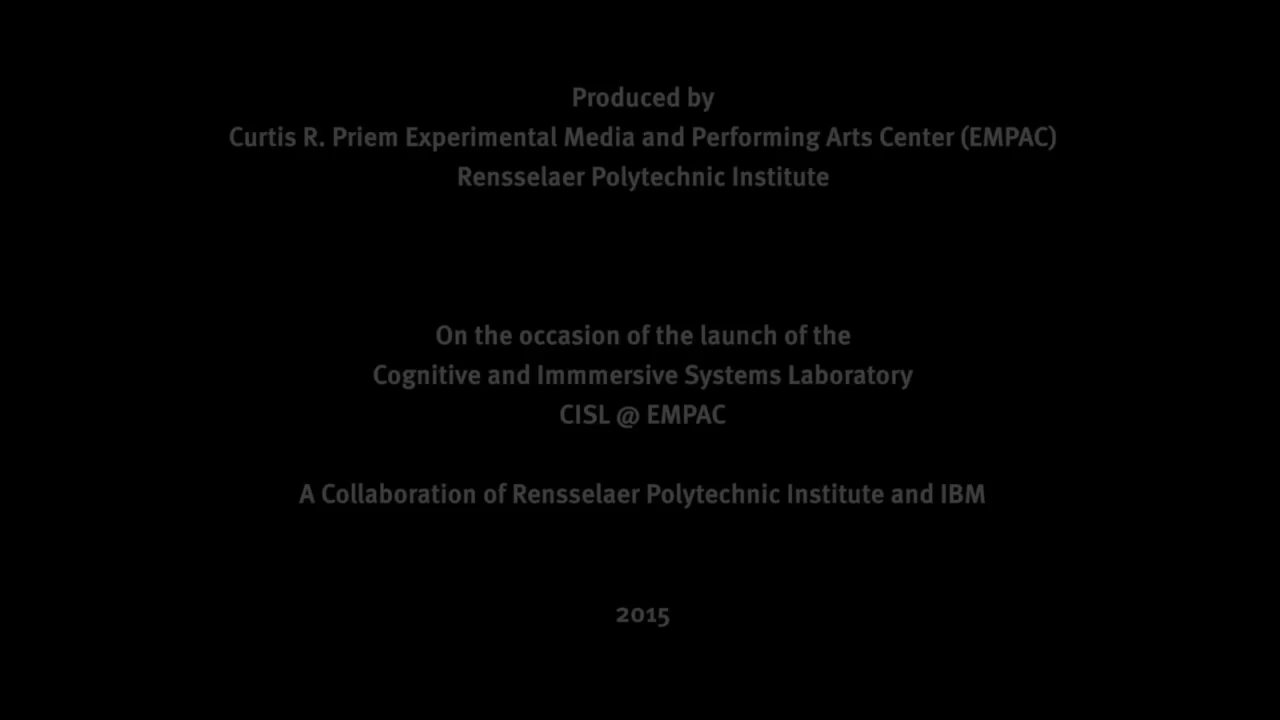 Produced by
Curtis R. Priem Experimental Media and Performing Arts Center (EMPAC)
Rensselaer Polytechnic Institute
On the occasion of the launch of the
Cognitive and Immmersive Systems Laboratory
CISL @ EMPAC
A Collaboration of Rensselaer Polytechnic Institute and IBM
2015